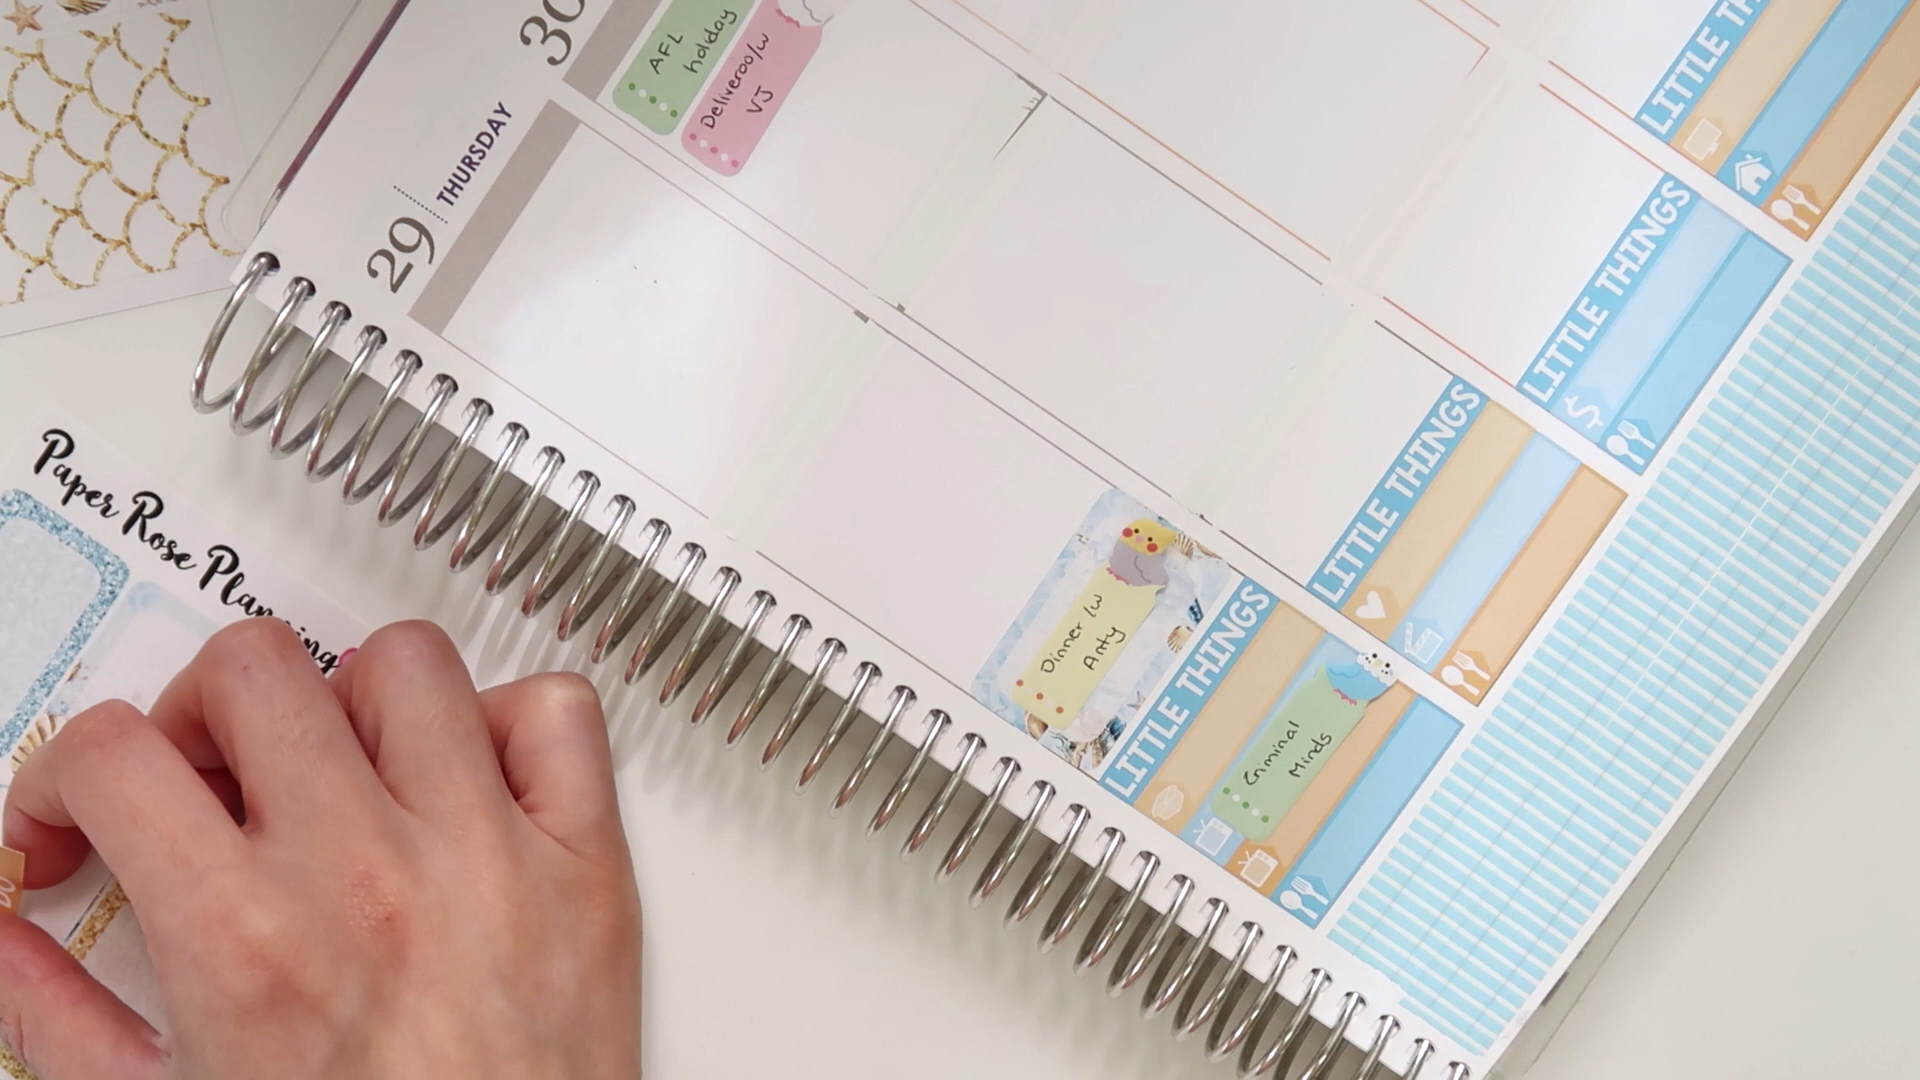 30
AFL
holiday
Deliveroo/w
VJ
29
THURSDAY
Paper Rose Planning
Dinner /w
Arty
LITTLE THINGS
Criminal
Minds
LITTLE THINGS
LITTLE THINGS
$
LITTLE TH